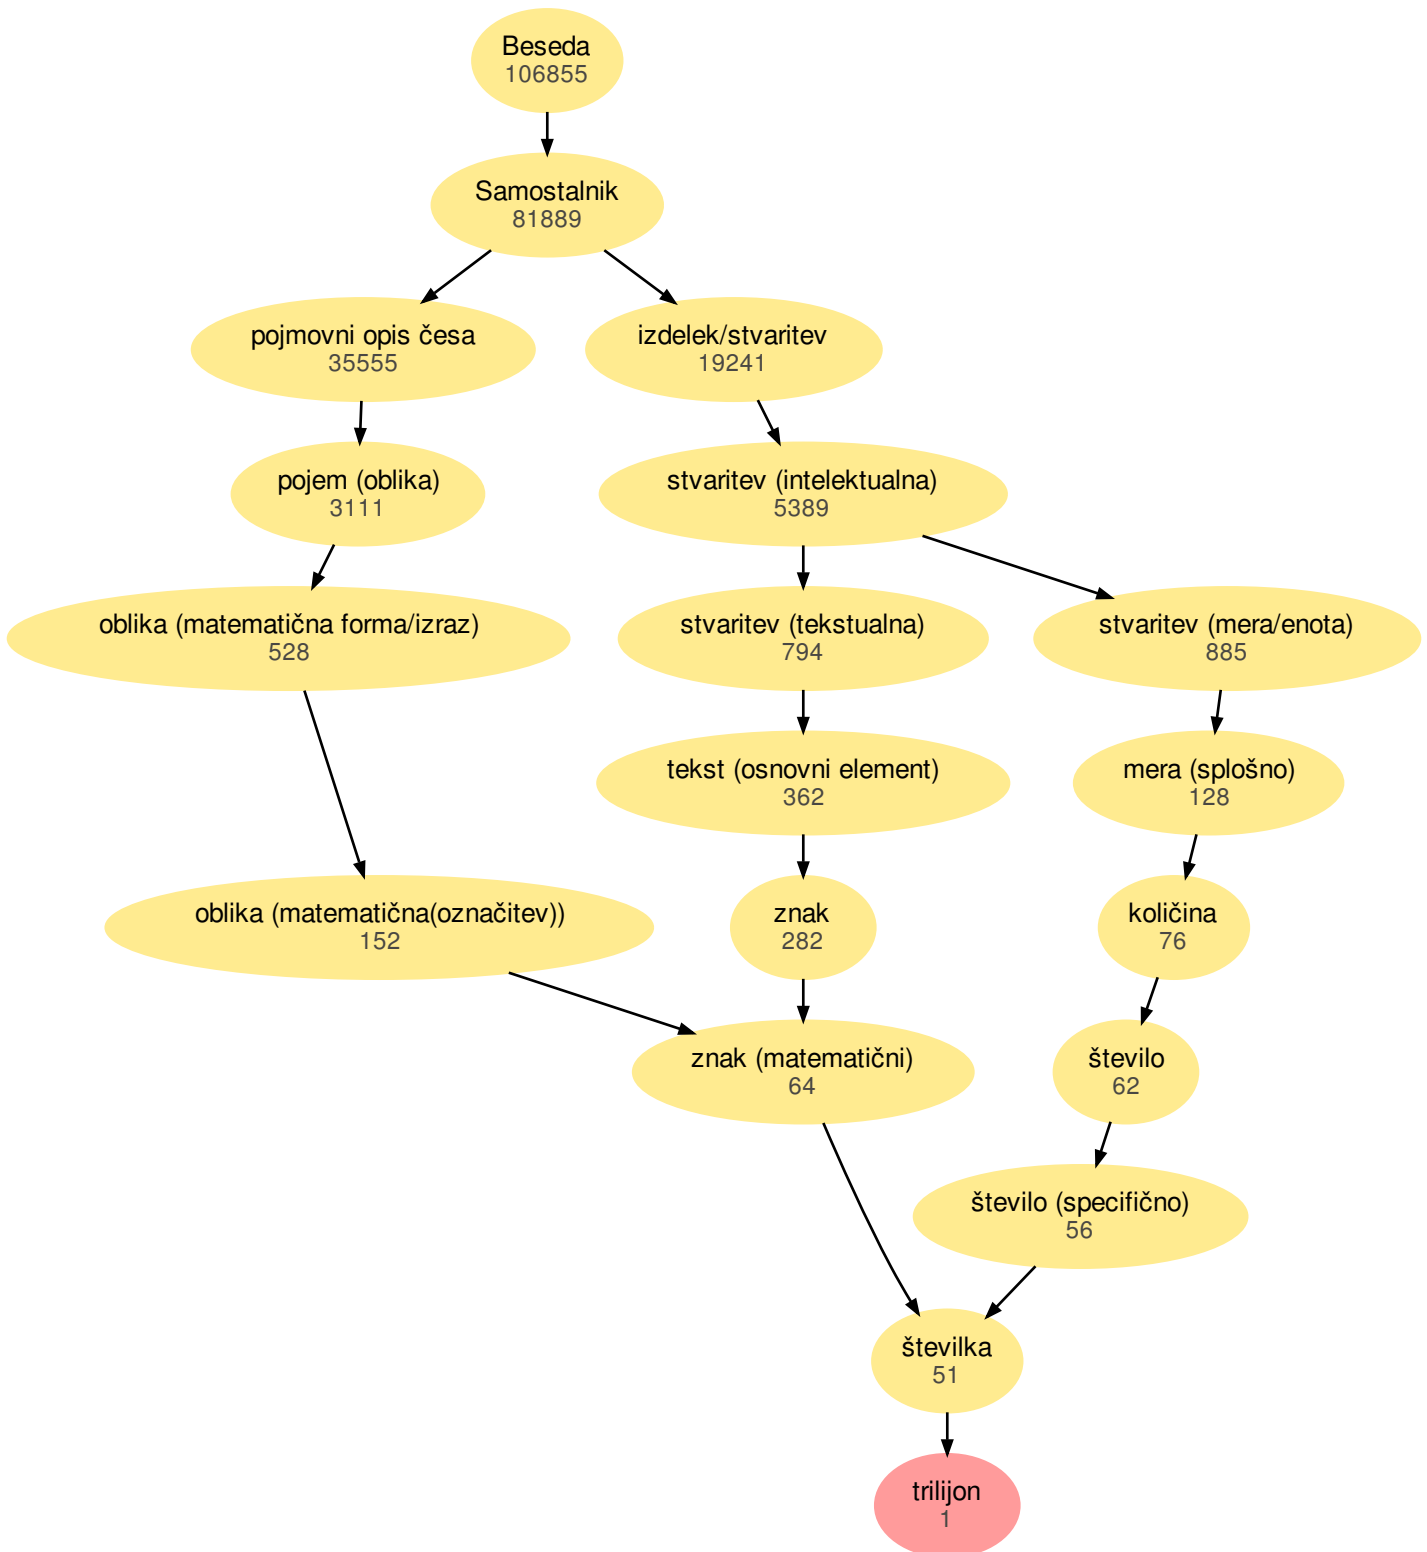 Beseda
106855
Samostalnik
81889
pojmovni opis česa
35555
izdelek/stvaritev
19241
pojem (oblika)
3111
stvaritev (intelektualna)
5389
oblika (matematična forma/izraz)
528
stvaritev (tekstualna)
794
stvaritev (mera/enota)
885
tekst (osnovni element)
362
mera (splošno)
128
oblika (matematična(označitev))
152
znak
282
količina
76
znak (matematični)
64
število
62
število (specifično)
56
številka
51
trilijon
1